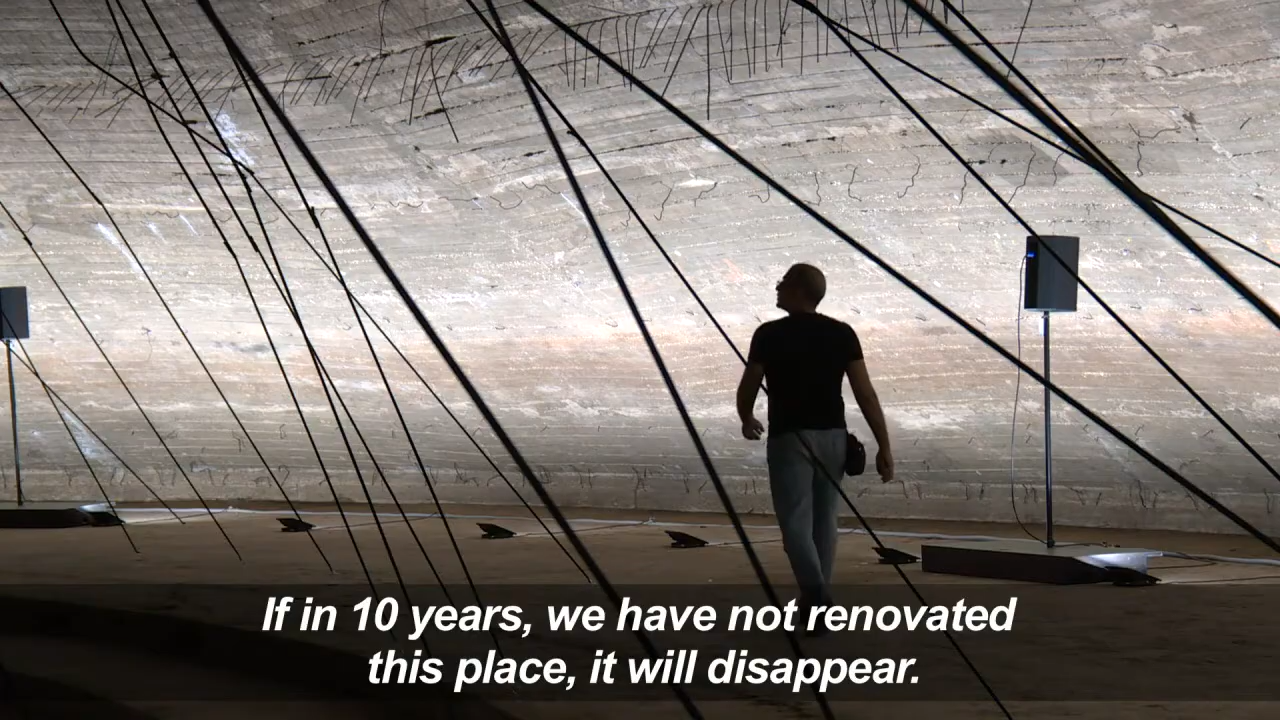 If in 10 years, we have not renovated
this place, it will disappear.